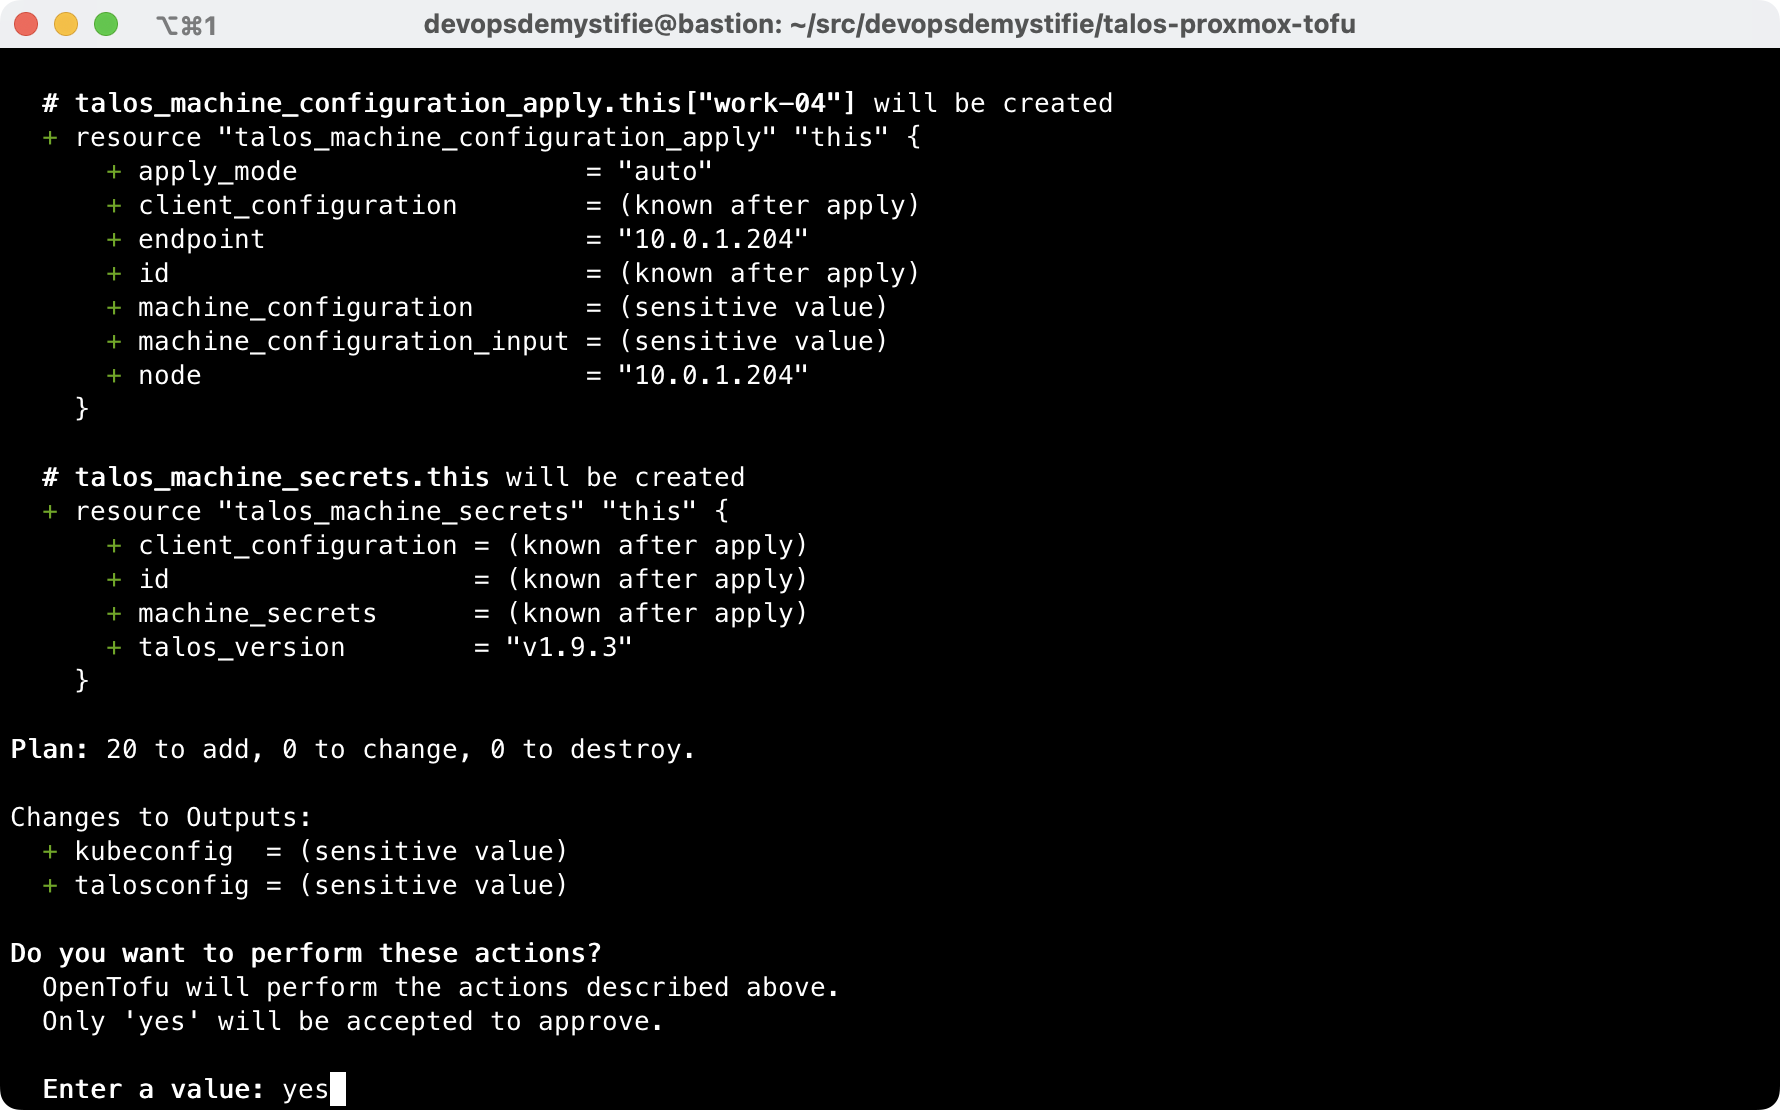 ⌥⌘1 devopsdemystifie@bastion: ~/src/devopsdemystifie/talos-proxmox-tofu
# talos_machine_configuration_apply.this["work-04"] will be created
+ resource "talos_machine_configuration_apply" "this" {
+ apply_mode = "auto"
+ client_configuration = (known after apply)
+ endpoint = "10.0.1.204"
+ id = (known after apply)
+ machine_configuration = (sensitive value)
+ machine_configuration_input = (sensitive value)
+ node = "10.0.1.204"
}
# talos_machine_secrets.this will be created
+ resource "talos_machine_secrets" "this" {
+ client_configuration = (known after apply)
+ id = (known after apply)
+ machine_secrets = (known after apply)
+ talos_version = "v1.9.3"
}
Plan: 20 to add, 0 to change, 0 to destroy.
Changes to Outputs:
+ kubeconfig = (sensitive value)
+ talosconfig = (sensitive value)
Do you want to perform these actions?
OpenTofu will perform the actions described above.
Only 'yes' will be accepted to approve.
Enter a value: yes